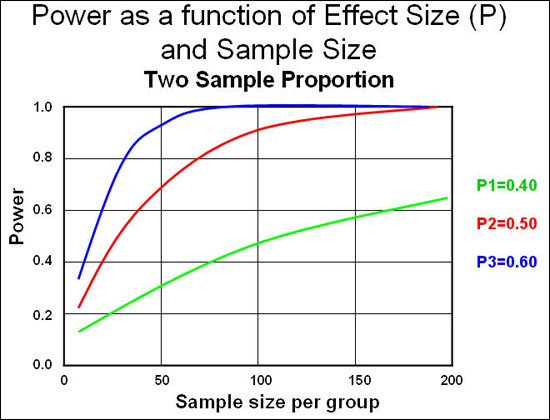 Power as a function of Effect Size (P)
and Sample Size
Two Sample Proportion
1.0
0.8
0.6
0.4
0.2
0.0
Power
0
50
100
150
200
Sample size per group
P1=0.40
P2=0.50
P3=0.60